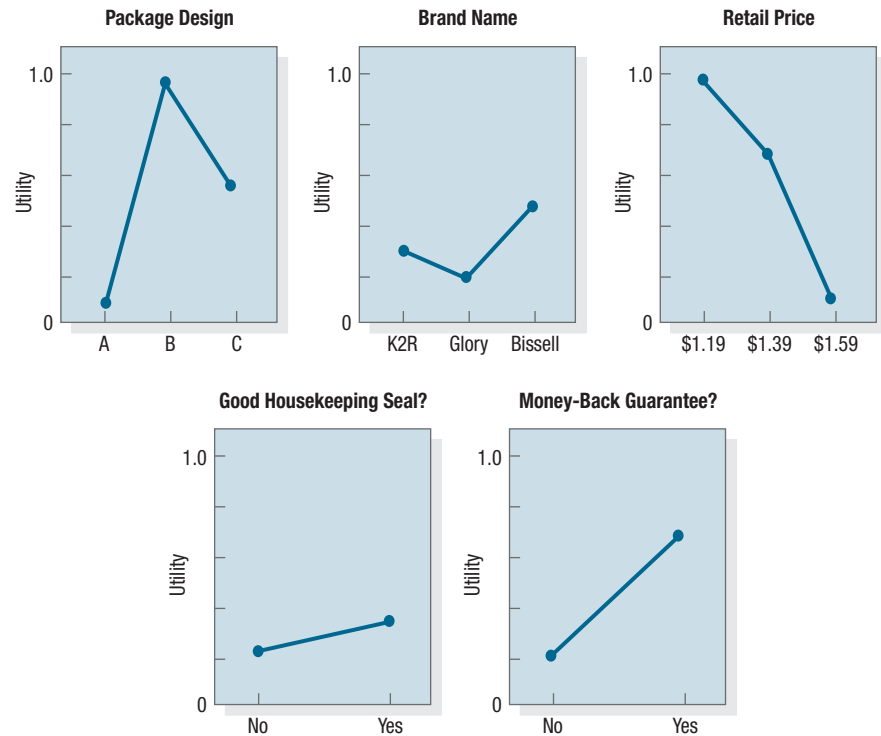 Package Design
1.0
Utility
0
A B C
Brand Name
1.0
Utility
0
K2R Glory Bissell
Retail Price
1.0
Utility
0
$1.19 $1.39 $1.59
Good Housekeeping Seal?
1.0
Utility
0
No Yes
Money-Back Guarantee?
1.0
Utility
0
No Yes